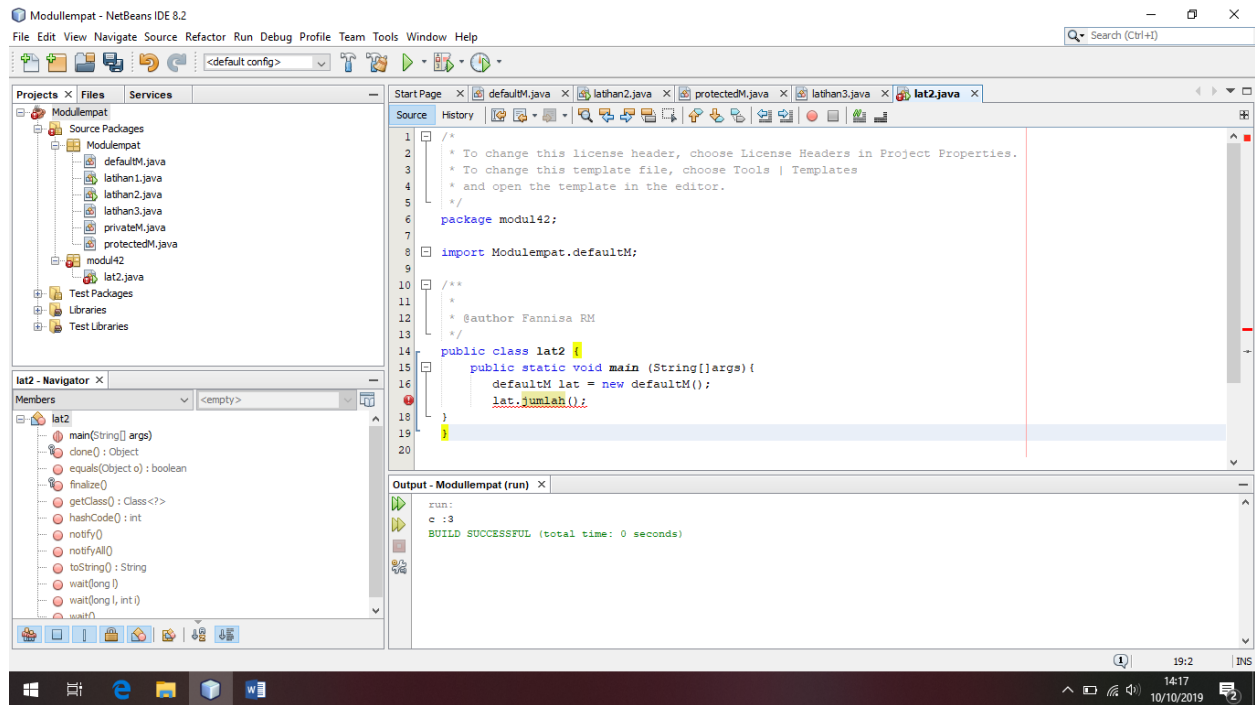 Modullempat - NetBeans IDE 8.2
File Edit View Navigate Source Refactor Run Debug Profile Team Tools Window Help
Search (Ctrl+I)
<default config>
Projects Files Services
Modullempat
Source Packages
Modulempat
defaultM.java
latihan1.java
latihan2.java
latihan3.java
privateM.java
protectedM.java
modul42
lat2.java
Test Packages
Libraries
Test Libraries
lat2 - Navigator
Members <empty>
lat2
main(String[] args)
clone() : Object
equals(Object o) : boolean
finalize()
getClass() : Class<?>
hashCode() : int
notify()
notifyAll()
toString() : String
wait(long l)
wait(long l, int i)
wait()
Start Page defaultM.java latihan2.java protectedM.java latihan3.java lat2.java
Source History
1 /*
2 * To change this license header, choose License Headers in Project Properties.
3 * To change this template file, choose Tools | Templates
4 * and open the template in the editor.
5 */
6 package modul42;
7
8 import Modulempat.defaultM;
9
10 /**
11 *
12 * @author Fannisa RM
13 */
14 public class lat2 {
15 public static void main (String[]args){
16 defaultM lat = new defaultM();
lat.jumlah();
18 }
19 }
20
Output - Modullempat (run)
run:
c :3
BUILD SUCCESSFUL (total time: 0 seconds)
1 19:2 INS
14:17
10/10/2019
2